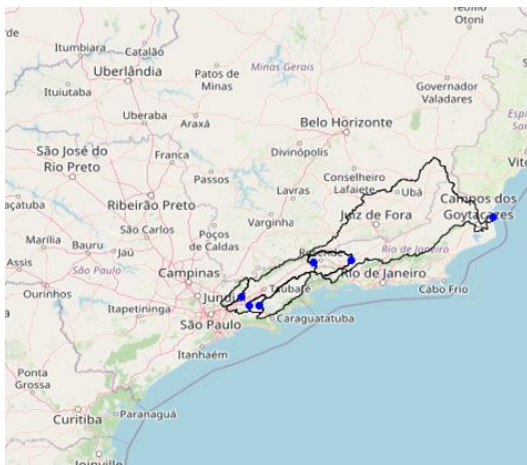 Teófilo
Otoni
Itumbiara
Catalão
Uberlândia
Patos de
Minas
Minas Gerais
Governador
Valadares
Ituiutaba
Uberaba
Araxá
Belo Horizonte
São José do
Rio Preto
Franca
Divinópolis
Passos
Conselheiro
Lafaiete
Ubá
Lavras
Ribeirão Preto
Campos dos
Goytacazes
Varginha
Juiz de Fora
Marília
Bauru
Jaú
São Carlos
Poços
de Caldas
Rio de Janeiro
Assis
São Paulo
Campinas
Rio de Janeiro
Ourinhos
Itapetininga
Taubaté
Cabo Frio
São Paulo
Caraguatatuba
Itanhaém
Ponta
Grossa
Curitiba
Paranaguá
Joinville